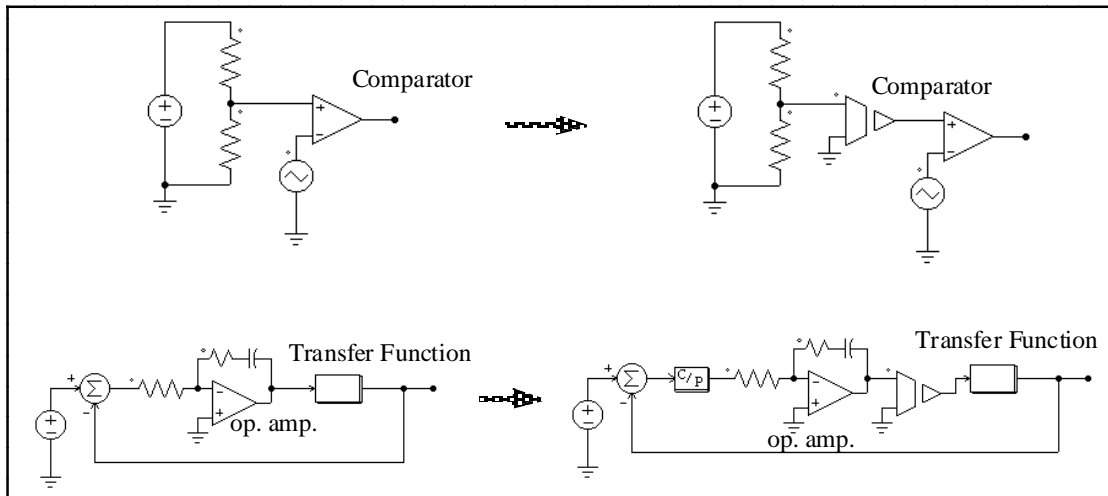 Comparator
Comparator
Transfer Function
op. amp.
C/P
Transfer Function
op. amp.